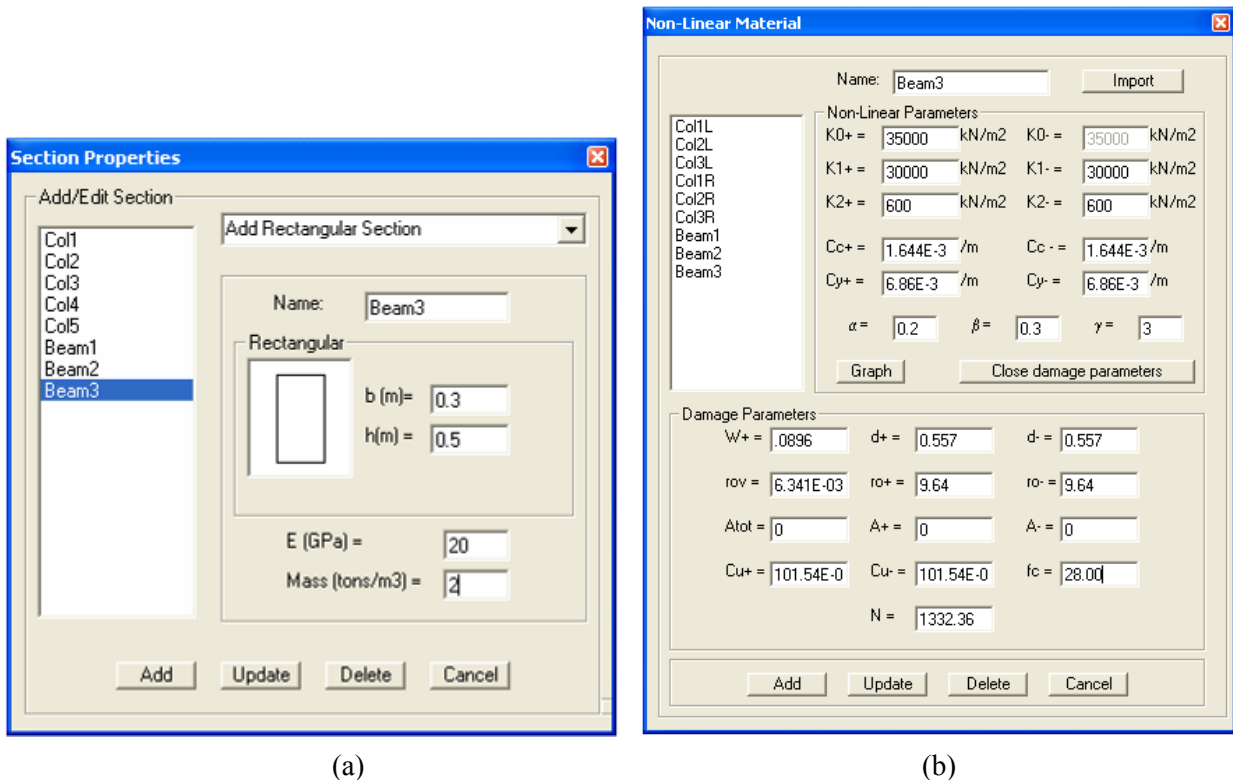 Section Properties
Add/Edit Section
Col1
Col2
Col3
Col4
Col5
Beam1
Beam2
Beam3
Add Rectangular Section
Name: Beam3
Rectangular
b (m)= 0.3
h(m) = 0.5
E (GPa) = 20
Mass (tons/m3) = 2
Add Update Delete Cancel
(a)
Non-Linear Material
Name: Beam3 Import
Col1L
Col2L
Col3L
Col1R
Col2R
Col3R
Beam1
Beam2
Beam3
Non-Linear Parameters
K0+ = 35000 kN/m2 K0- = 35000 kN/m2
K1+ = 30000 kN/m2 K1- = 30000 kN/m2
K2+ = 600 kN/m2 K2- = 600 kN/m2
Cc+ = 1.644E-3 /m Cc - = 1.644E-3 /m
Cy+ = 6.86E-3 /m Cy- = 6.86E-3 /m
α = 0.2 β = 0.3 γ = 3
Graph Close damage parameters
Damage Parameters
W+ = .0896 d+ = 0.557 d- = 0.557
rov = 6.341E-03 ro+ = 9.64 ro- = 9.64
Atot = 0 A+ = 0 A- = 0
Cu+ = 101.54E-0 Cu- = 101.54E-0 fc = 28.00
N = 1332.36
Add Update Delete Cancel
(b)